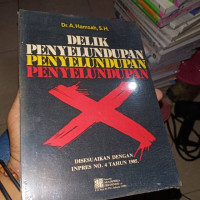 Dr. A. Hamzah, S.H.
DELIK
PENYELUNDUPAN
PENYELUNDUPAN
PENYELUNDUPAN
DISESUAIKAN DENGAN
INPRES NO. 4 TAHUN 1985.